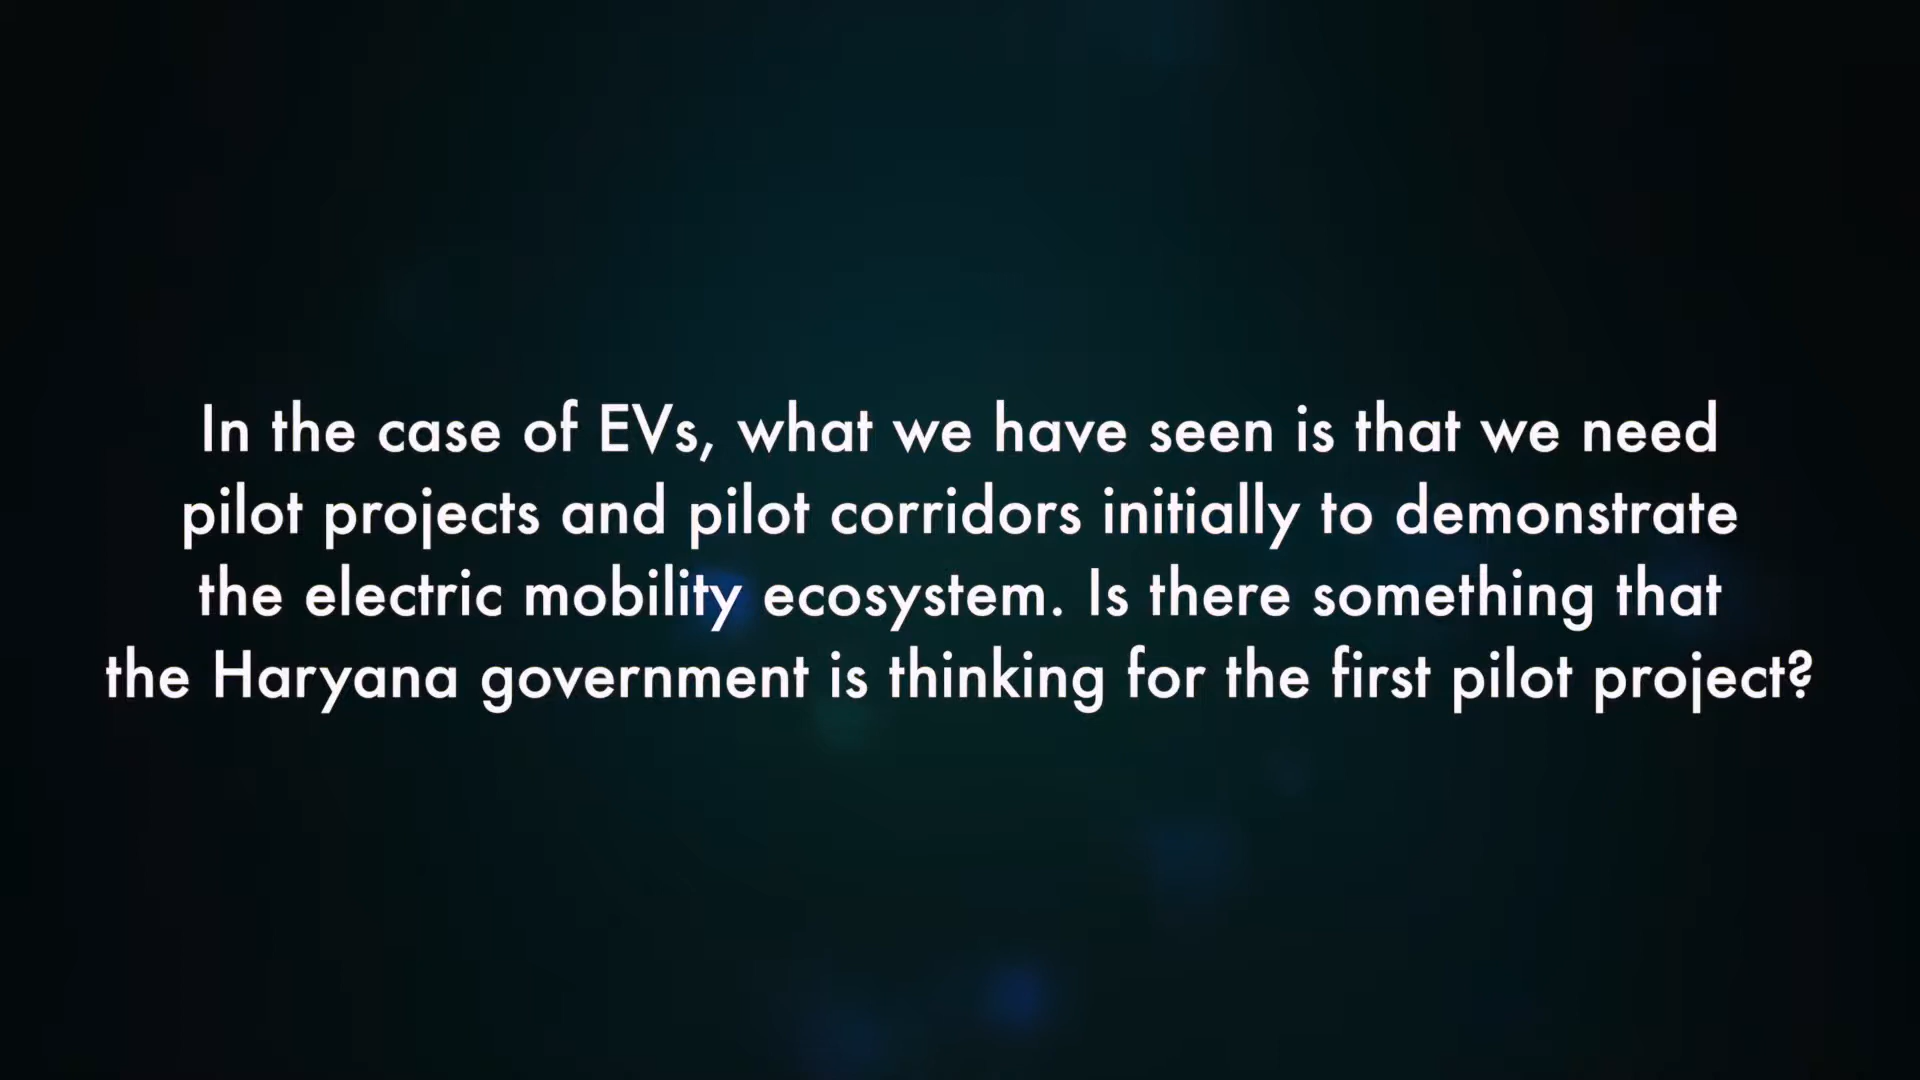 In the case of EVs, what we have seen is that we need
pilot projects and pilot corridors initially to demonstrate
the electric mobility ecosystem. Is there something that
the Haryana government is thinking for the first pilot project?